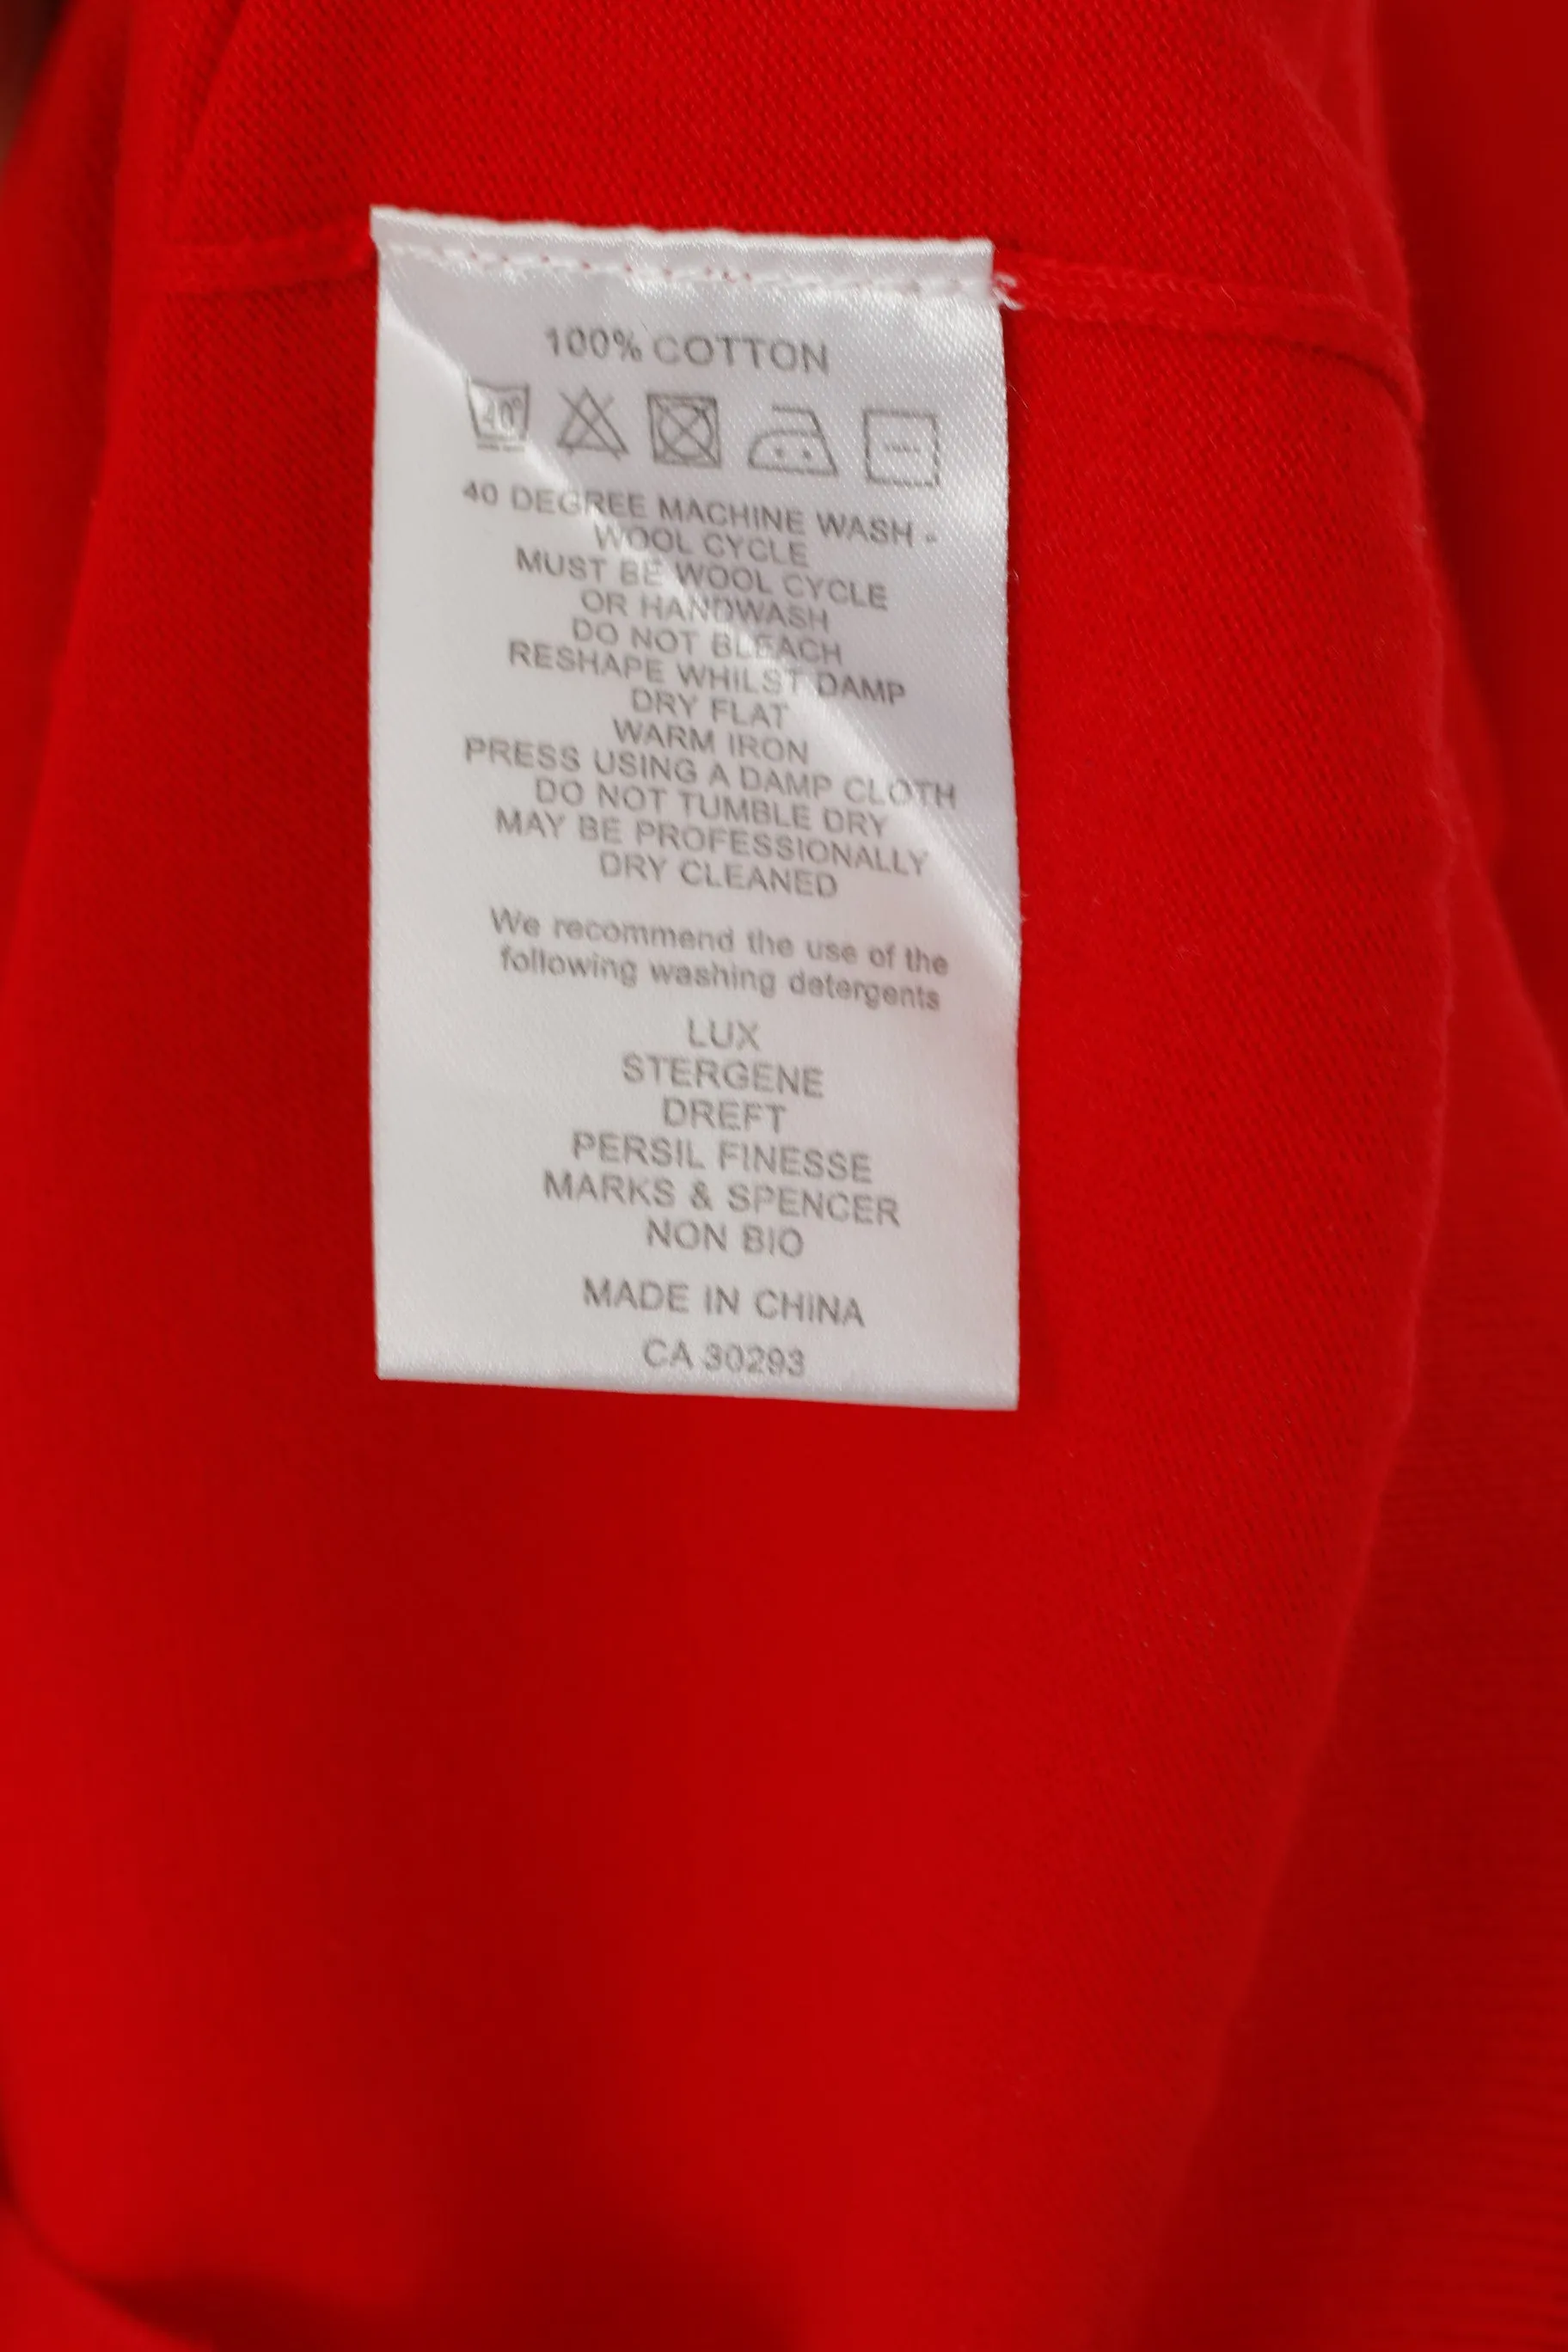 100% COTTON
40°
40 DEGREE MACHINE WASH -
WOOL CYCLE
MUST BE WOOL CYCLE
OR HANDWASH
DO NOT BLEACH
RESHAPE WHILST DAMP
DRY FLAT
WARM IRON
PRESS USING A DAMP CLOTH
DO NOT TUMBLE DRY
MAY BE PROFESSIONALLY
DRY CLEANED
We recommend the use of the
following washing detergents
LUX
STERGENE
DREFT
PERSIL FINESSE
MARKS & SPENCER
NON BIO
MADE IN CHINA
CA 30293